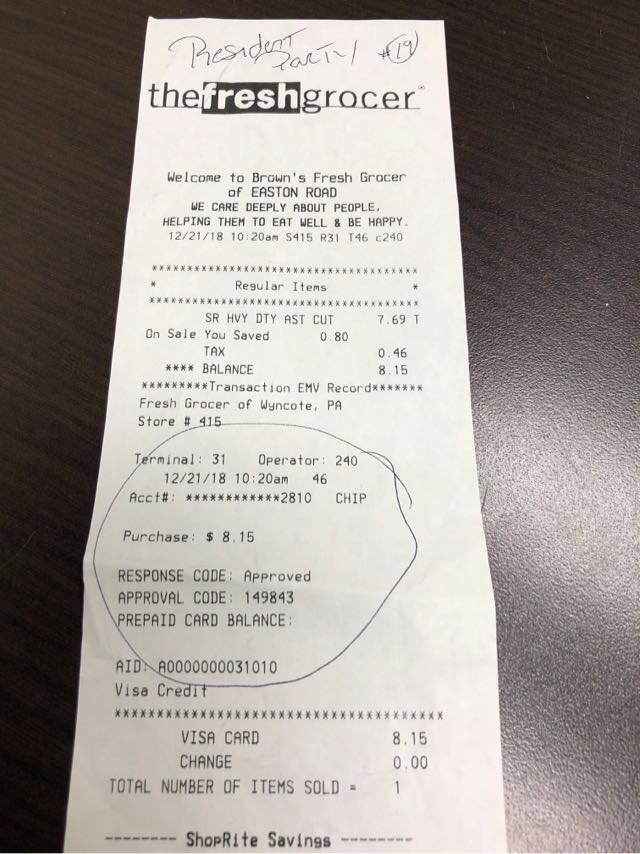 President
Party #19
thefreshgrocer®
Welcome to Brown's Fresh Grocer
of EASTON ROAD
WE CARE DEEPLY ABOUT PEOPLE,
HELPING THEM TO EAT WELL & BE HAPPY.
12/21/18 10:20am S415 R31 T46 c240
**************************************
* Regular Items *
**************************************
SR HVY DTY AST CUT 7.69 T
On Sale You Saved 0.80
TAX 0.46
**** BALANCE 8.15
*********Transaction EMV Record*******
Fresh Grocer of Wyncote, PA
Store # 415
Terminal: 31 Operator: 240
12/21/18 10:20am 46
Acct#: ************2810 CHIP
Purchase: $ 8.15
RESPONSE CODE: Approved
APPROVAL CODE: 149843
PREPAID CARD BALANCE:
AID: A0000000031010
Visa Credit
**************************************
VISA CARD 8.15
CHANGE 0.00
TOTAL NUMBER OF ITEMS SOLD = 1
-------- ShopRite Savings --------